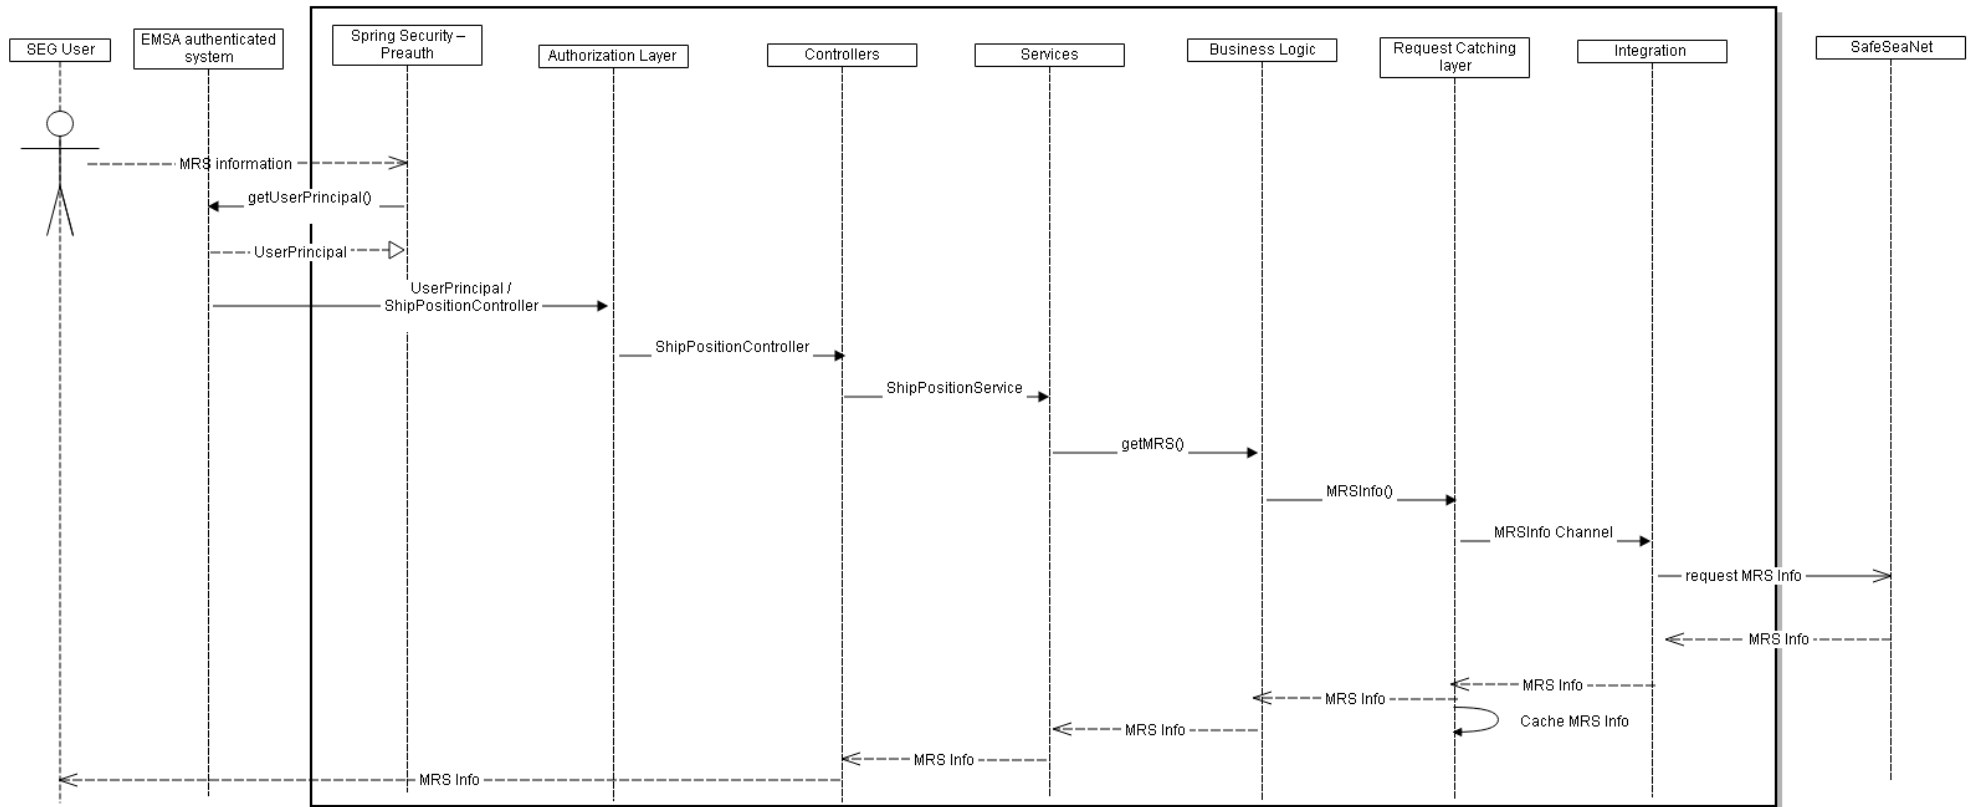 SEG User
EMSA authenticated
system
Spring Security –
Preauth
Authorization Layer
Controllers
Services
Business Logic
Request Catching
layer
Integration
SafeSeaNet
MRS information
getUserPrincipal()
UserPrincipal
UserPrincipal /
ShipPositionController
ShipPositionController
ShipPositionService
getMRS()
MRSInfo()
MRSInfo Channel
request MRS Info
MRS Info
MRS Info
MRS Info
Cache MRS Info
MRS Info
MRS Info
MRS Info